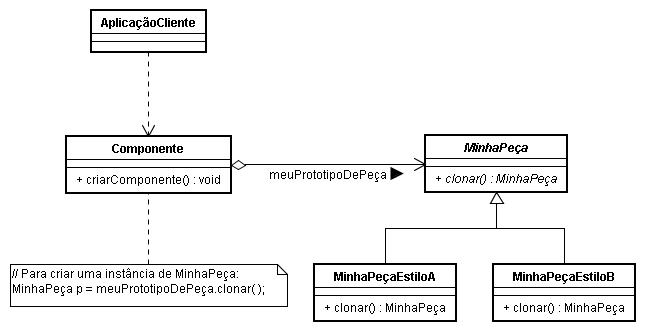 AplicaçãoCliente
Componente
+ criarComponente() : void
meuPrototipoDePeça
MinhaPeça
+ clonar() : MinhaPeça
// Para criar uma instância de MinhaPeça:
MinhaPeça p = meuPrototipoDePeça.clonar( );
MinhaPeçaEstiloA
+ clonar() : MinhaPeça
MinhaPeçaEstiloB
+ clonar() : MinhaPeça